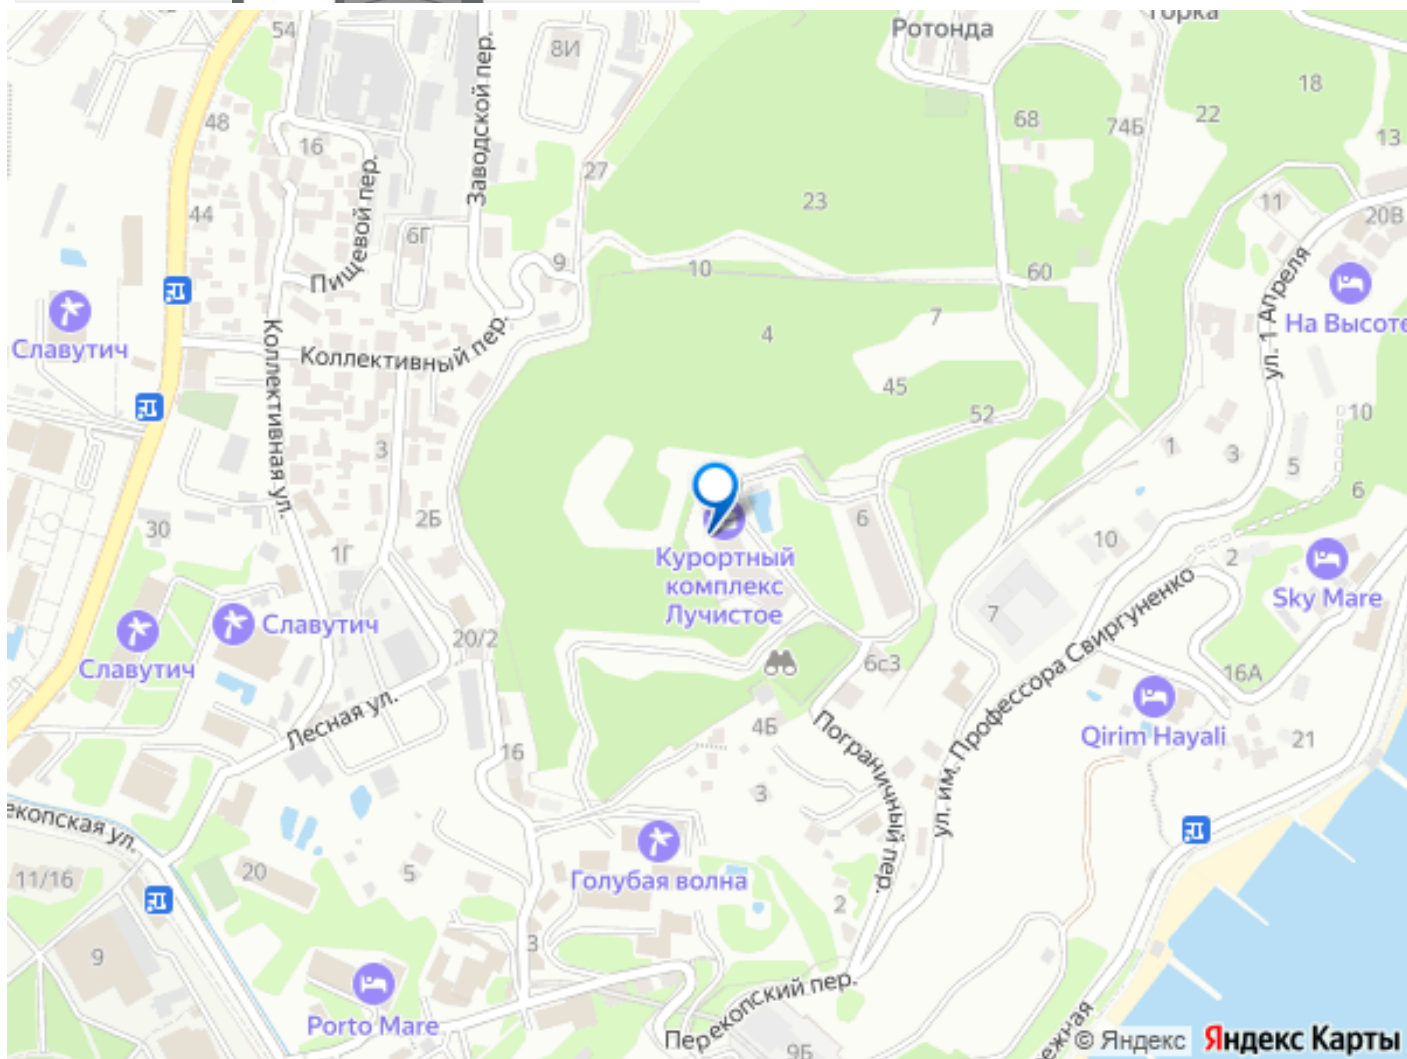 54
8И
Заводской пер.
Ротонда
Горка
18
22
13
48
16
68
74Б
27
Пищевой пер.
23
44
6Г
11
20В
9
10
60
ул. 1 Апреля
На Высоте
7
4
Славутич
Коллективный пер.
Коллективная ул.
45
52
10
3
1
3
5
6
30
2Б
1Г
6
10
2
Курортный
комплекс
Лучистое
Sky Mare
7
Славутич
Славутич
20/2
6с3
ул. им. Профессора Свиргуненко
16А
Лесная ул.
4Б
Пограничный пер.
Qirim Hayali
21
16
3
екопская ул.
11/16
20
5
Голубая волна
2
9
3
Porto Mare
Перекопский пер.
9Б
ежная
© Яндекс Яндекс Карты